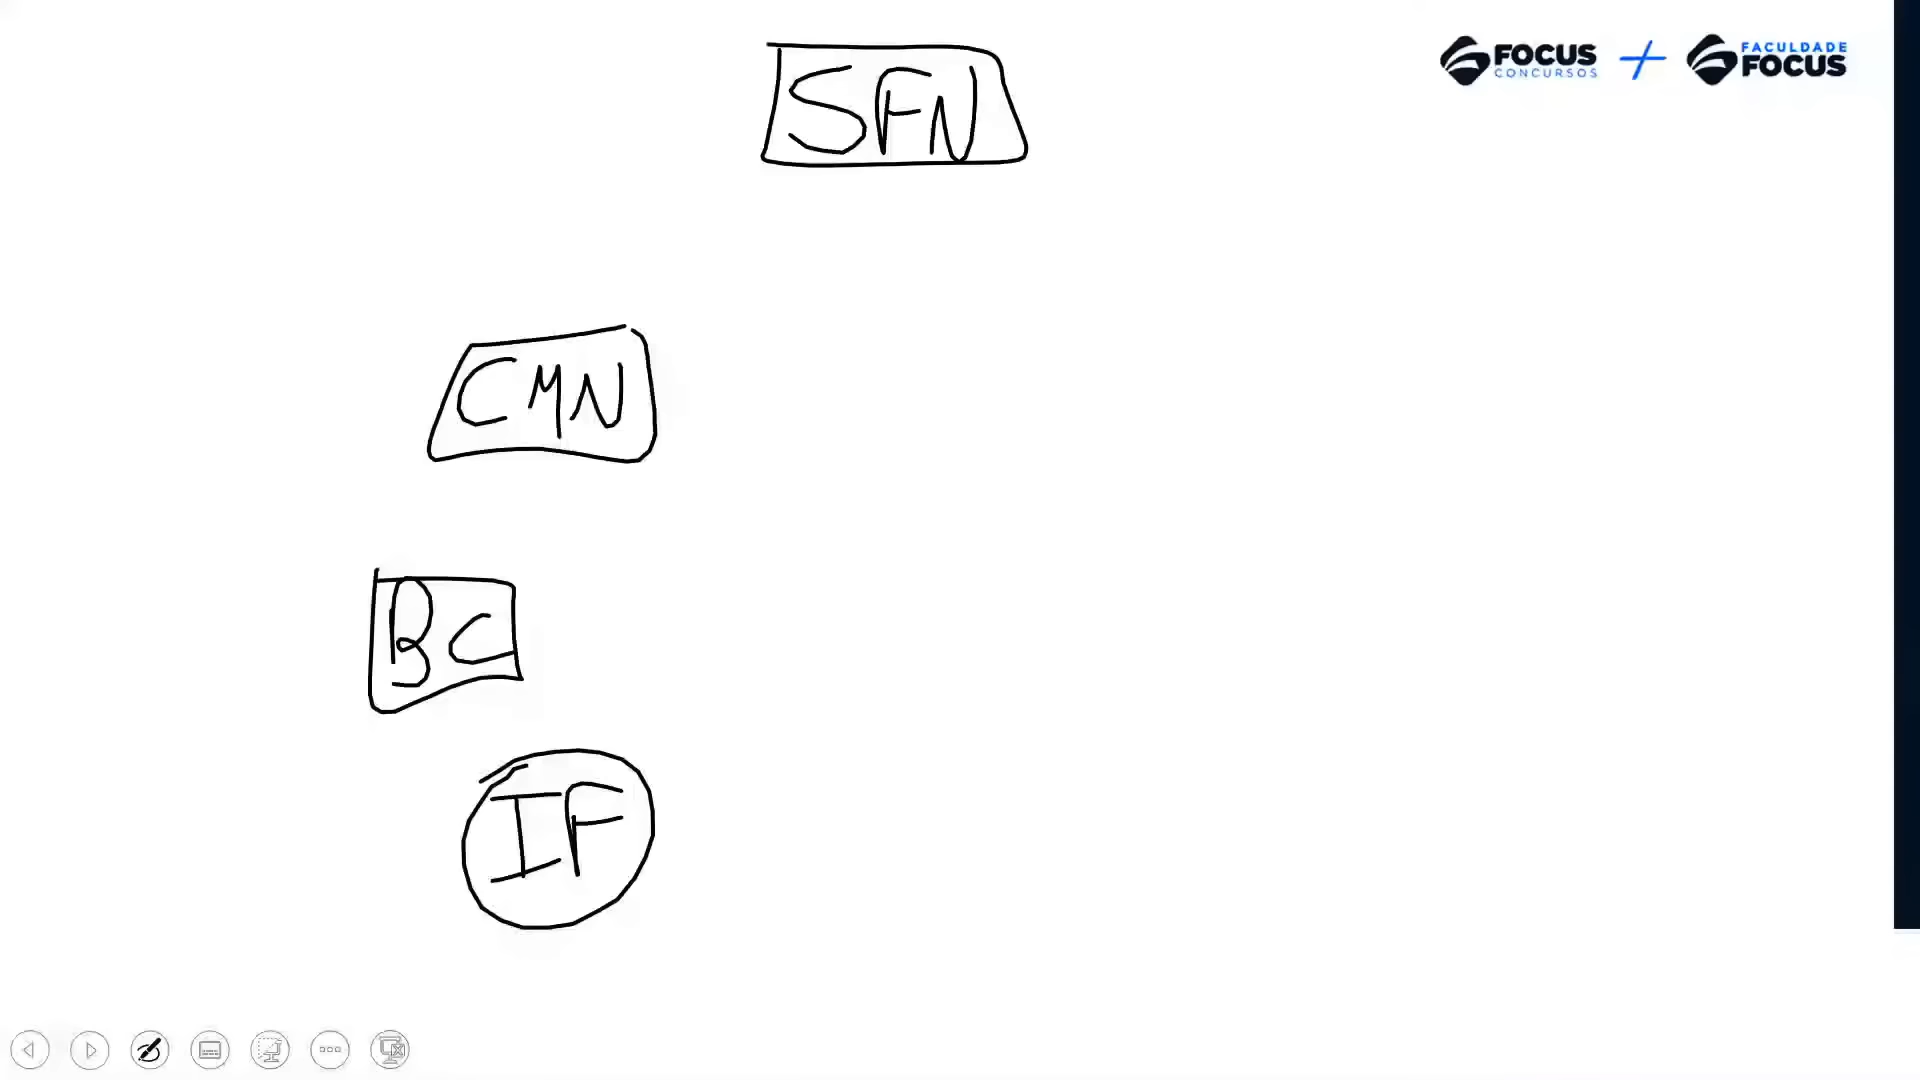 SFN
FOCUS CONCURSOS + FACULDADE FOCUS
CMN
BC
IF